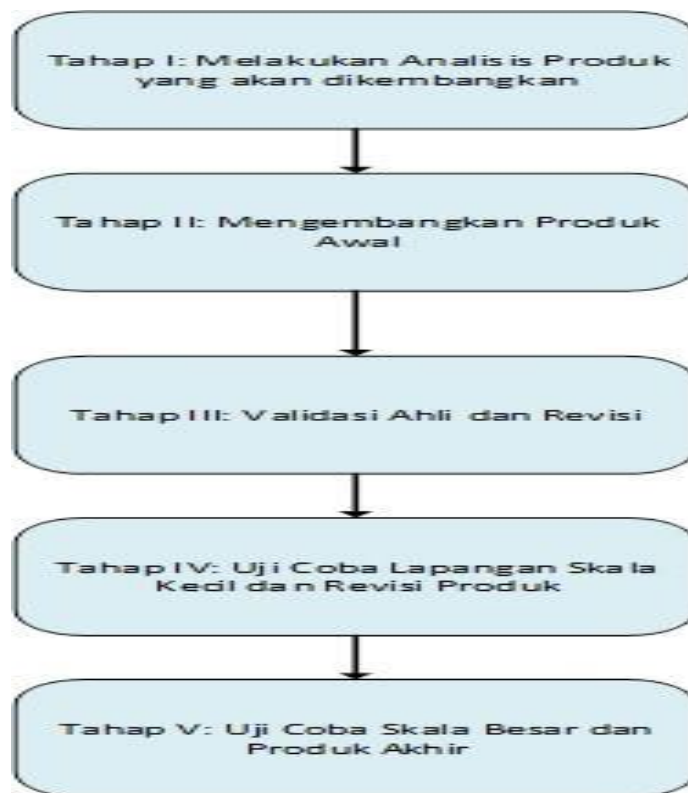 Tahap I: Melakukan Analisis Produk
yang akan dikembangkan
Tahap II: Mengembangkan Produk
Awal
Tahap III: Validasi Ahli dan Revisi
Tahap IV: Uji Coba Lapangan Skala
Kecil dan Revisi Produk
Tahap V: Uji Coba Skala Besar dan
Produk Akhir